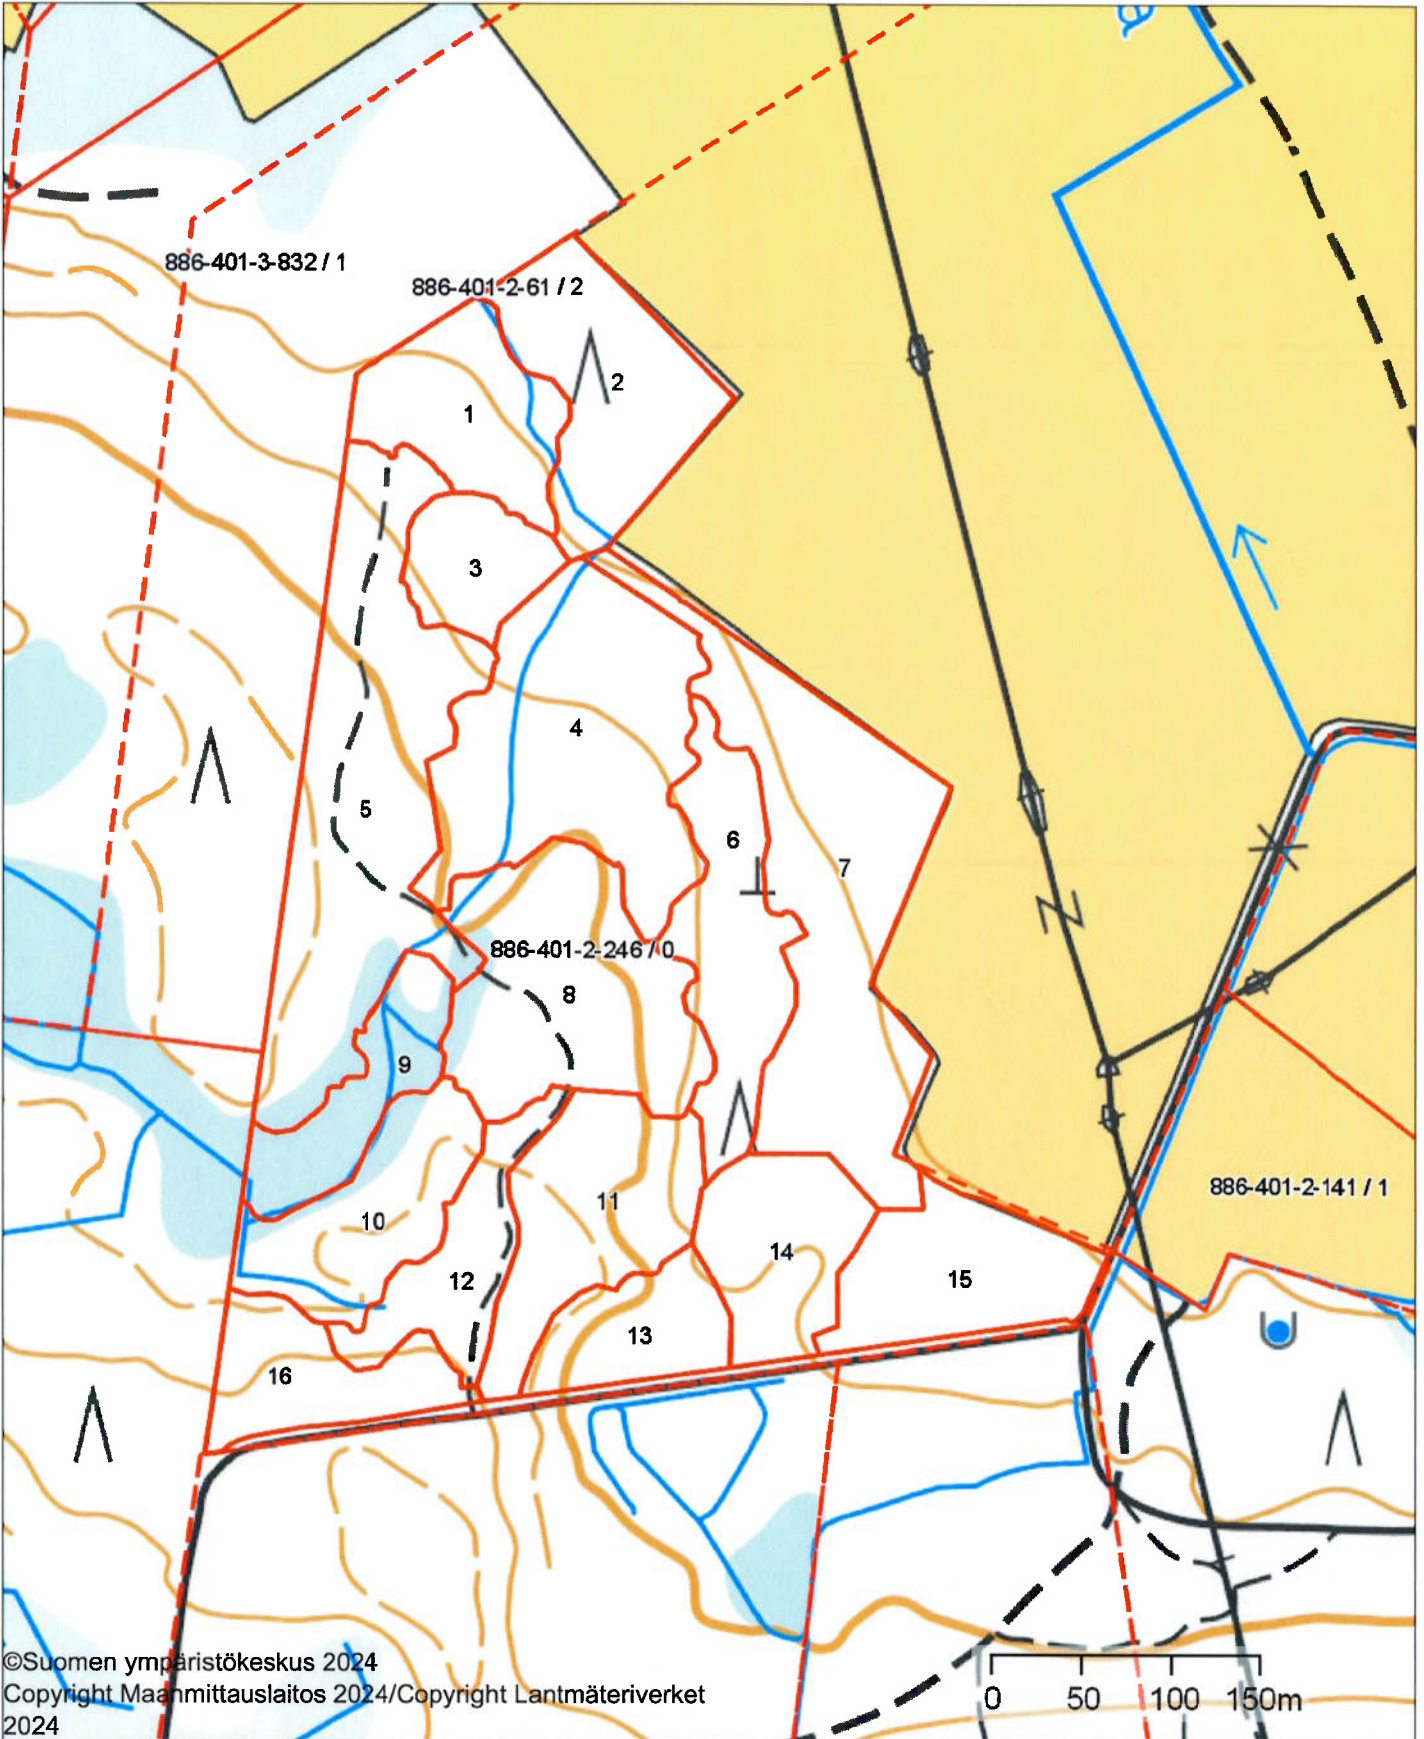 a
886-401-3-832 / 1
886-401-2-61 / 2
2
1
3
4
5
6
7
886-401-2-246 / 0
8
9
886-401-2-141 / 1
11
10
14
12
15
13
16
©Suomen ympäristökeskus 2024
Copyright Maanmittauslaitos 2024/Copyright Lantmäteriverket
2024
0 50 100 150m